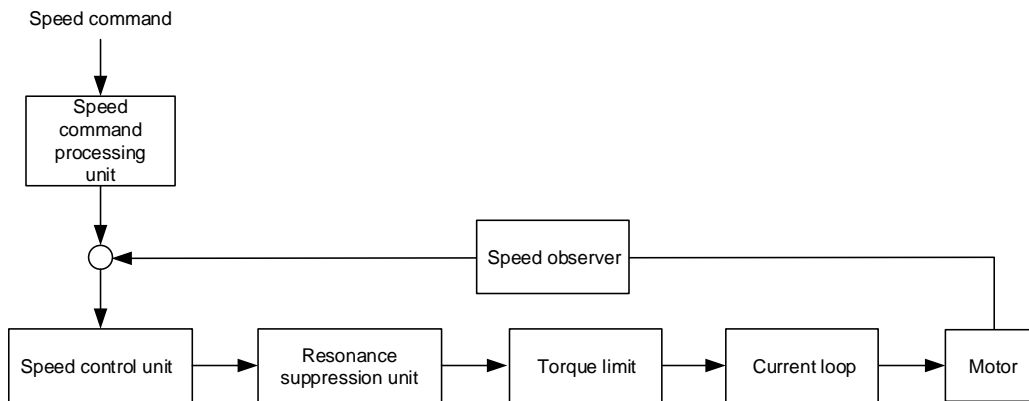 Speed command
Speed
command
processing
unit
Speed observer
Speed control unit
Resonance
suppression unit
Torque limit
Current loop
Motor